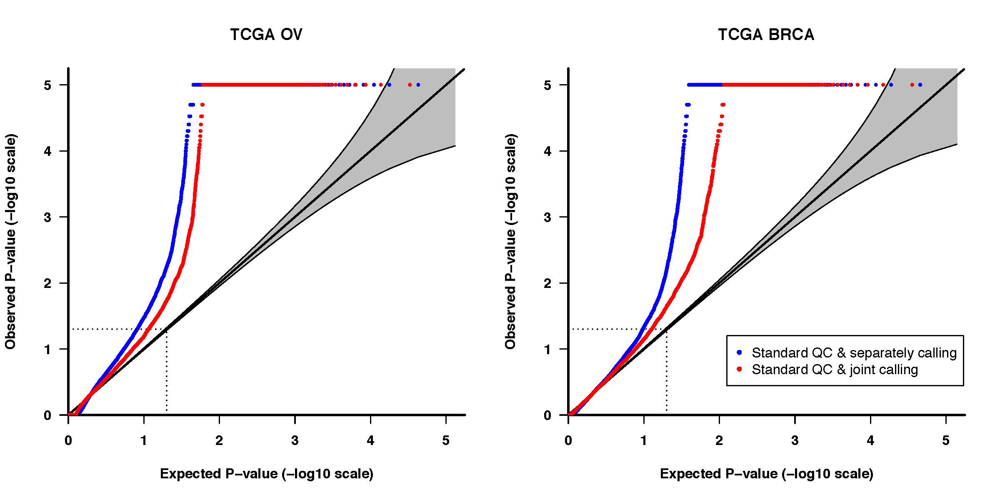 TCGA OV
Observed P−value (−log10 scale)
5
4
3
2
1
0
0 1 2 3 4 5
Expected P−value (−log10 scale)
TCGA BRCA
Observed P−value (−log10 scale)
5
4
3
2
1
0
Standard QC & separately calling
Standard QC & joint calling
0 1 2 3 4 5
Expected P−value (−log10 scale)